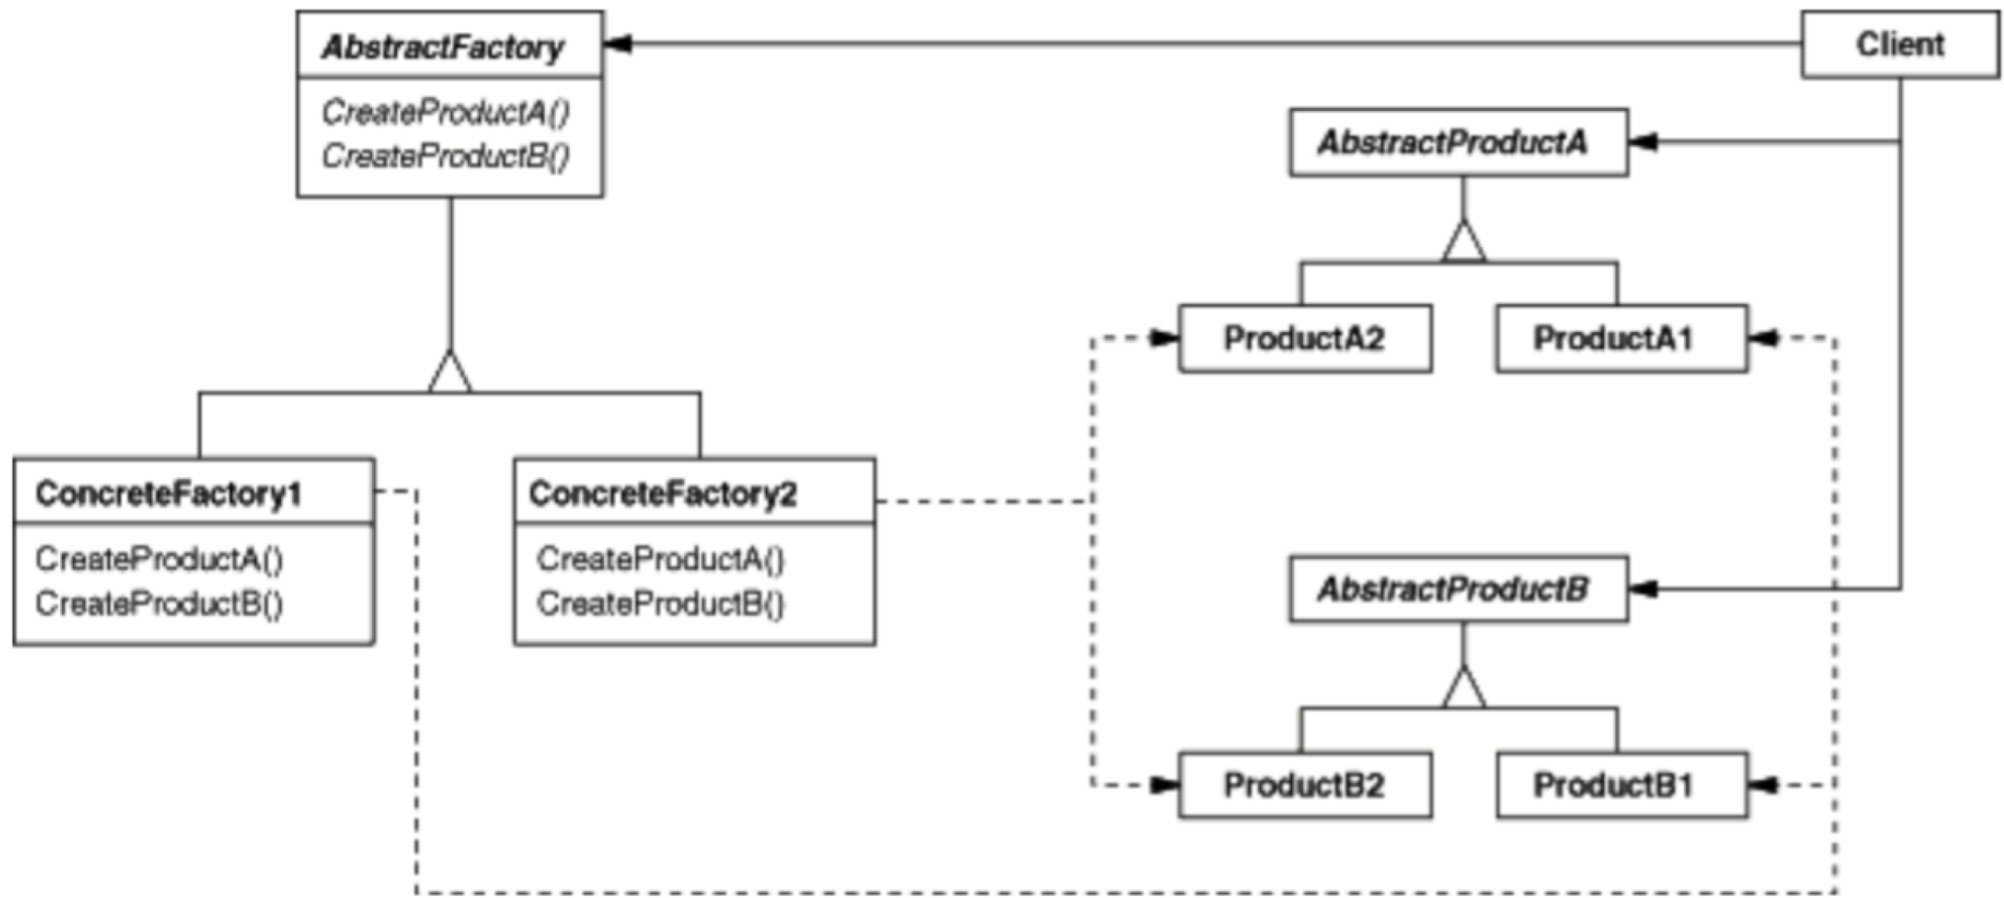 AbstractFactory
CreateProductA()
CreateProductB()
Client
AbstractProductA
ProductA2
ProductA1
ConcreteFactory1
CreateProductA()
CreateProductB()
ConcreteFactory2
CreateProductA()
CreateProductB()
AbstractProductB
ProductB2
ProductB1